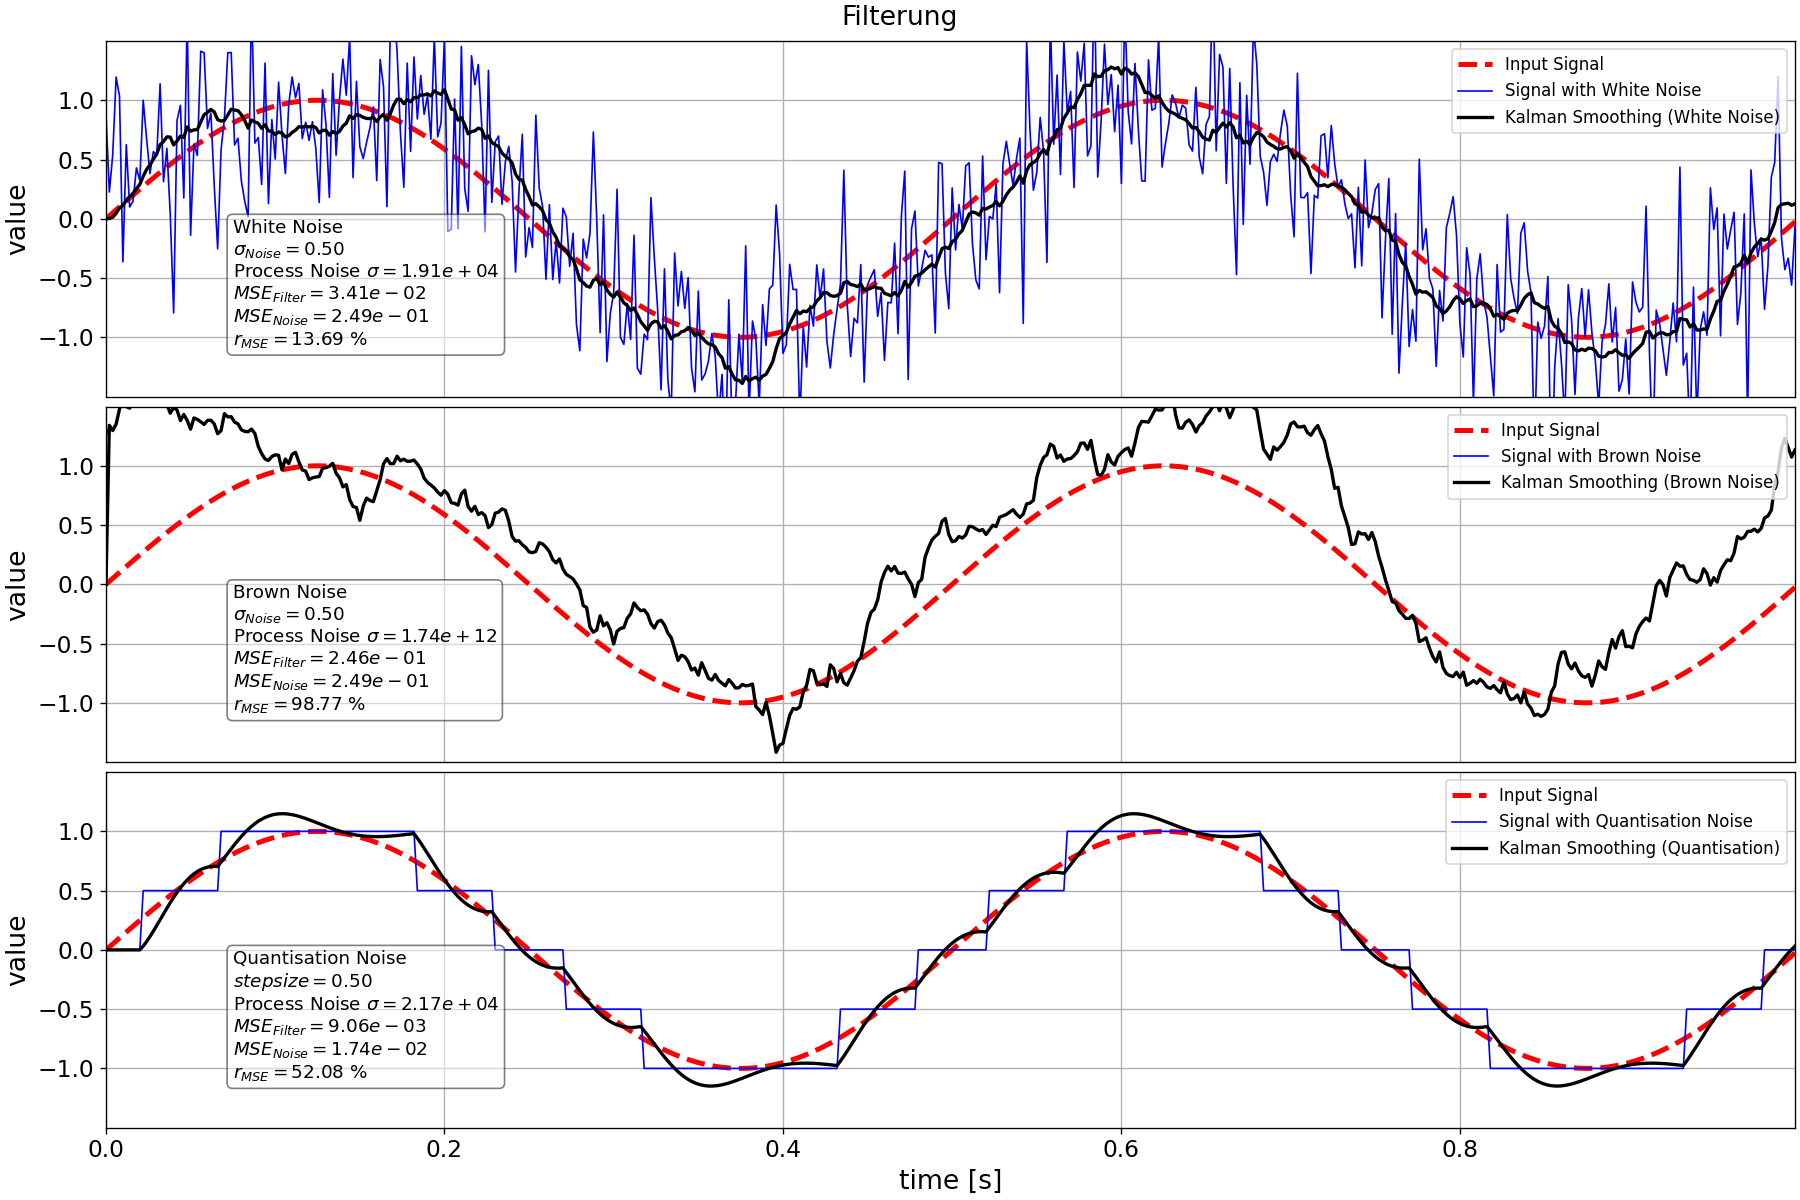 Filterung
value
1.0
0.5
0.0
−0.5
−1.0
Input Signal
Signal with White Noise
Kalman Smoothing (White Noise)
White Noise
σ_Noise = 0.50
Process Noise σ = 1.91e + 04
MSE_Filter = 3.41e − 02
MSE_Noise = 2.49e − 01
r_MSE = 13.69 %
value
1.0
0.5
0.0
−0.5
−1.0
Input Signal
Signal with Brown Noise
Kalman Smoothing (Brown Noise)
Brown Noise
σ_Noise = 0.50
Process Noise σ = 1.74e + 12
MSE_Filter = 2.46e − 01
MSE_Noise = 2.49e − 01
r_MSE = 98.77 %
value
1.0
0.5
0.0
−0.5
−1.0
Input Signal
Signal with Quantisation Noise
Kalman Smoothing (Quantisation)
Quantisation Noise
stepsize = 0.50
Process Noise σ = 2.17e + 04
MSE_Filter = 9.06e − 03
MSE_Noise = 1.74e − 02
r_MSE = 52.08 %
0.0 0.2 0.4 0.6 0.8
time [s]